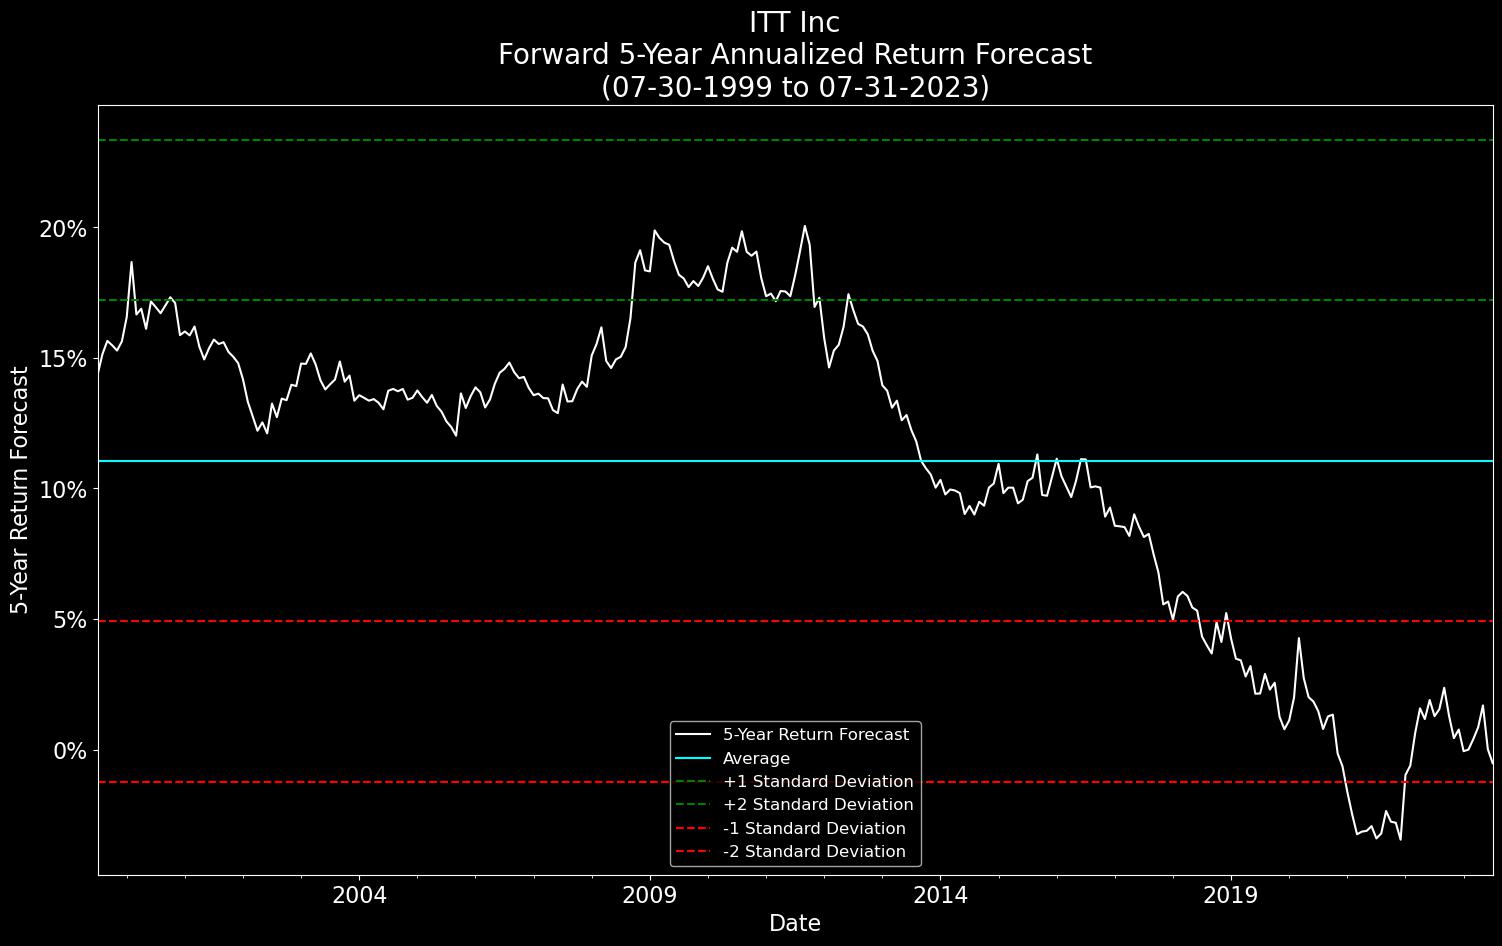 ITT Inc
Forward 5-Year Annualized Return Forecast
(07-30-1999 to 07-31-2023)
5-Year Return Forecast
20%
15%
10%
5%
0%
5-Year Return Forecast
Average
+1 Standard Deviation
+2 Standard Deviation
-1 Standard Deviation
-2 Standard Deviation
2004
2009
2014
2019
Date